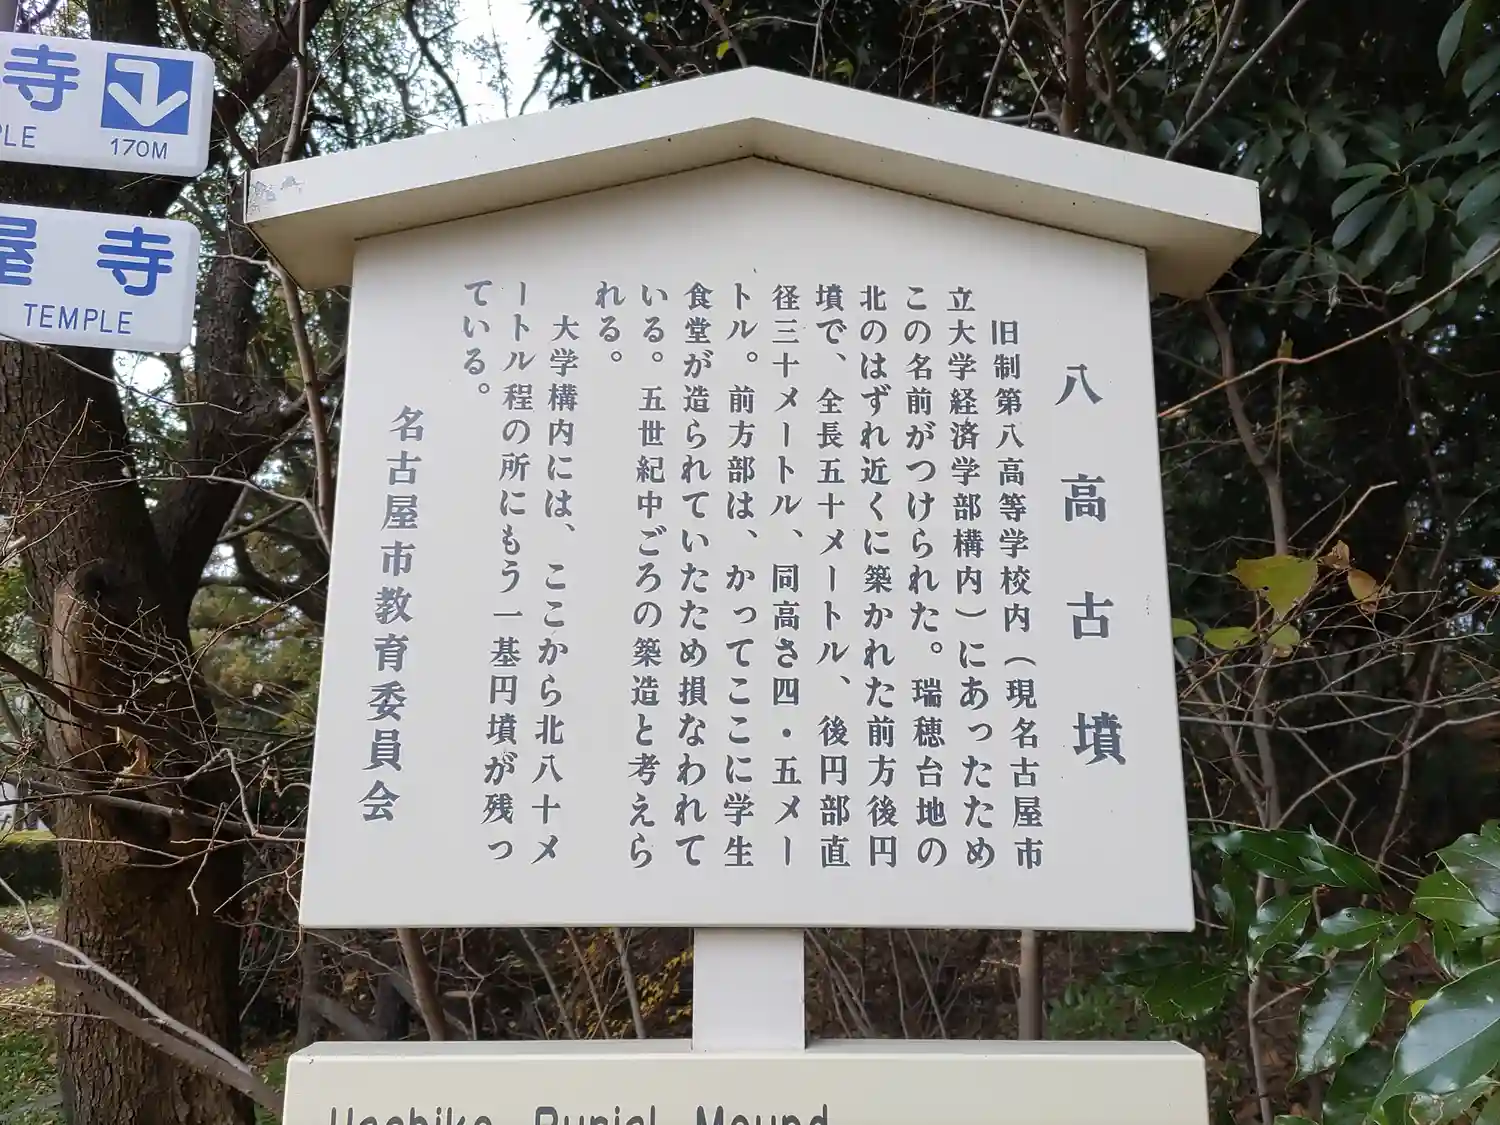 寺
PLE
170M
屋寺
TEMPLE
八高古墳
旧制第八高等学校内(現名古屋市
立大学経済学部構内)にあったため
この名前がつけられた。瑞穂台地の
北のはずれ近くに築かれた前方後円
墳で、全長五十メートル、後円部直
径三十メートル、同高さ四・五メー
トル。前方部は、かってここに学生
食堂が造られていたため損なわれて
いる。五世紀中ごろの築造と考えら
れる。
大学構内には、ここから北八十メ
ートル程の所にもう一基円墳が残っ
ている。
名古屋市教育委員会
Hachiko Burial Mound